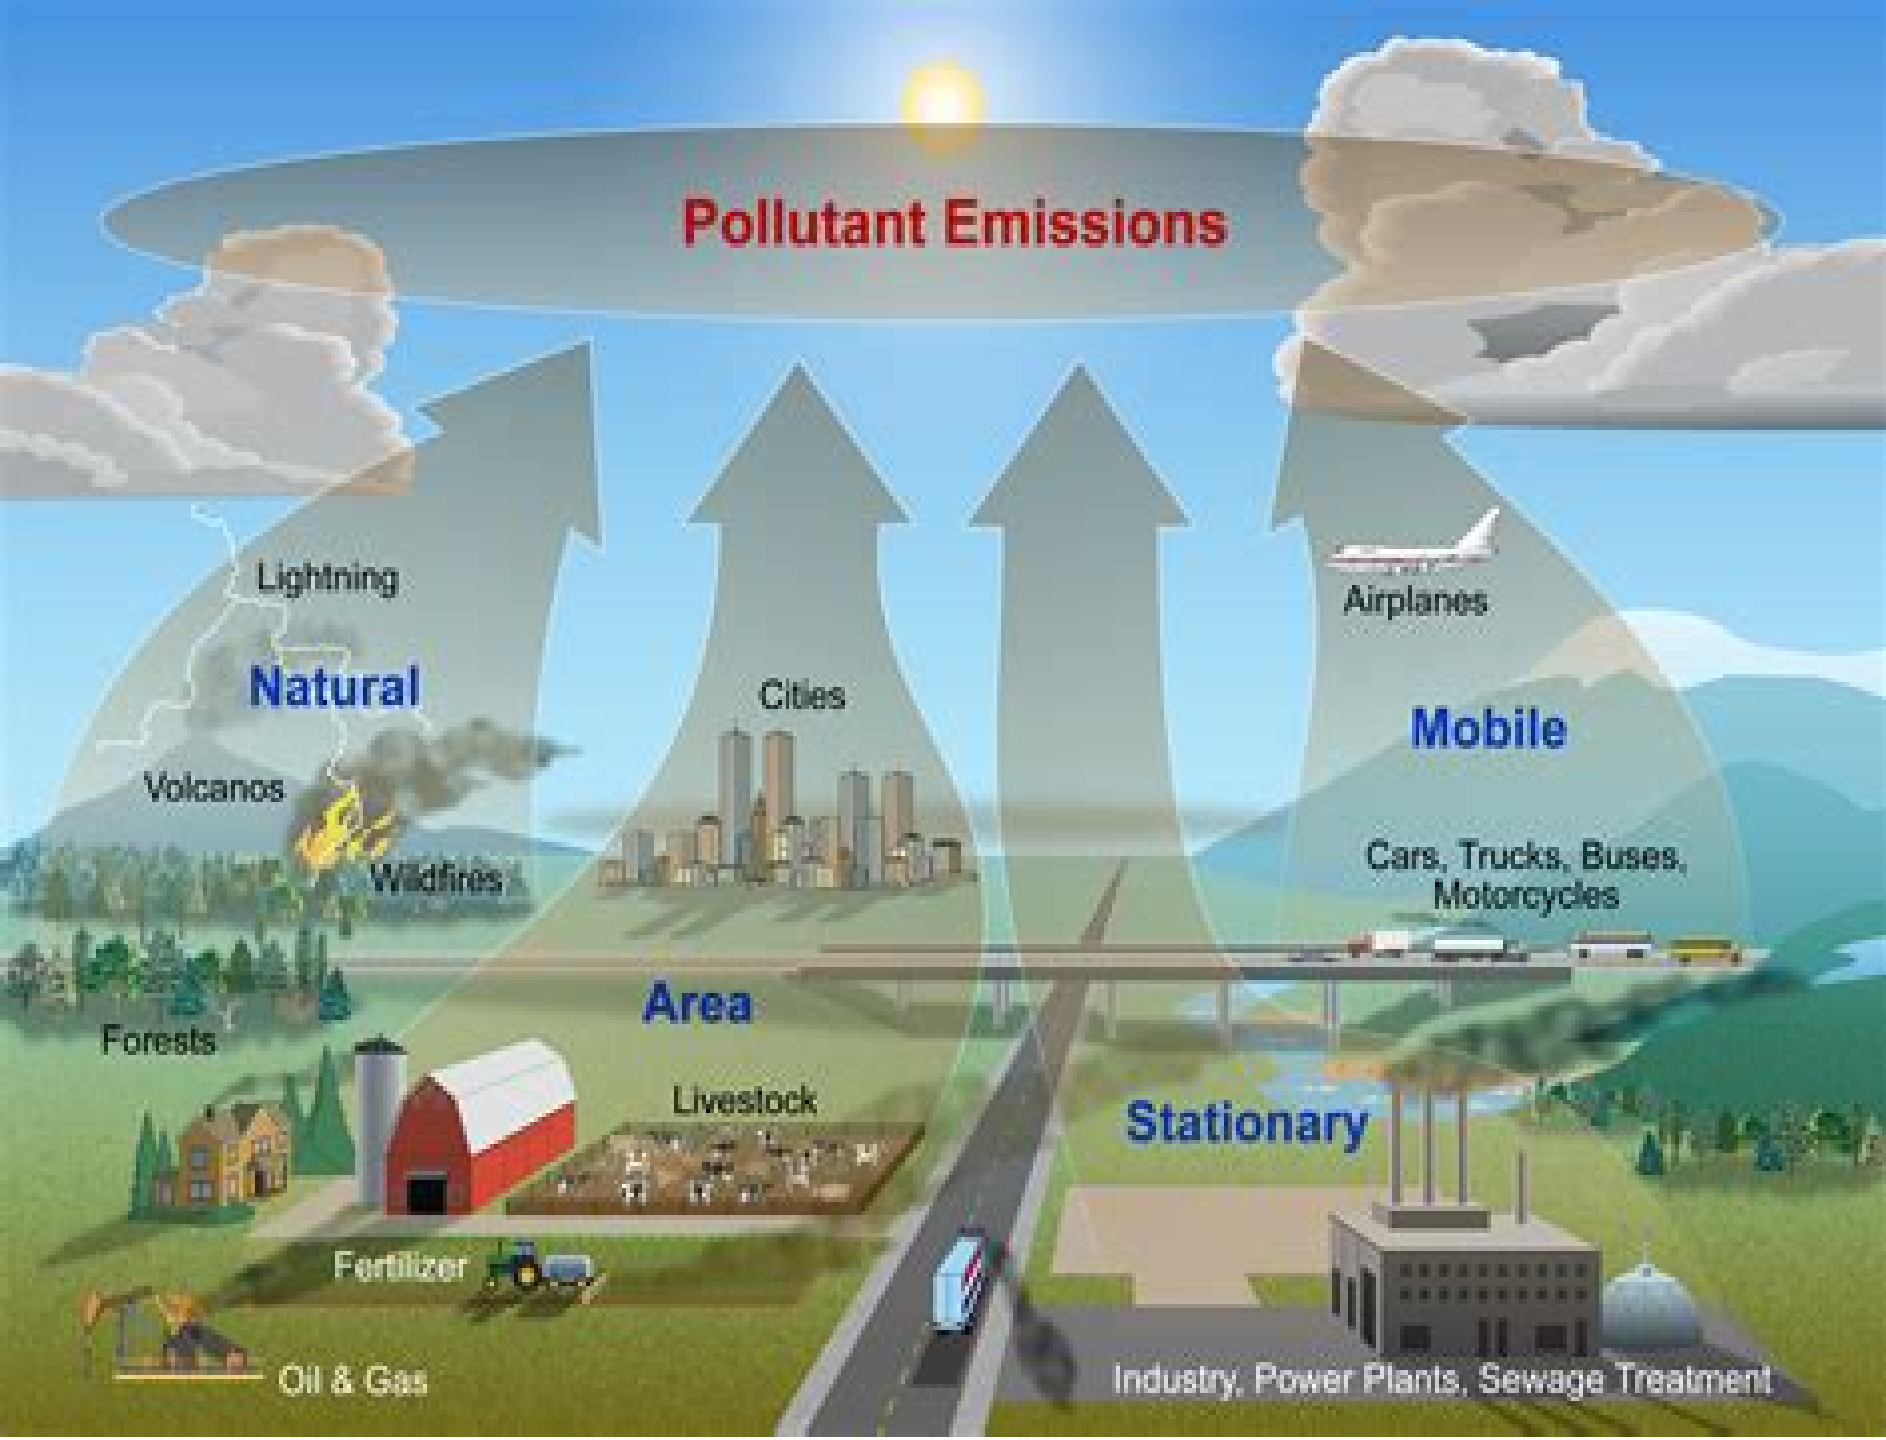 Pollutant Emissions
Lightning
Natural
Volcanos
Wildfires
Forests
Cities
Area
Livestock
Fertilizer
Oil & Gas
Airplanes
Mobile
Cars, Trucks, Buses,
Motorcycles
Stationary
Industry, Power Plants, Sewage Treatment